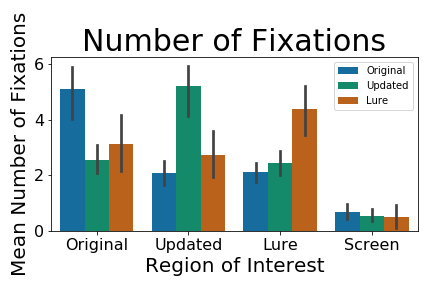 Number of Fixations
Mean Number of Fixations
6
4
2
0
Original
Updated
Lure
Original Updated Lure Screen
Region of Interest